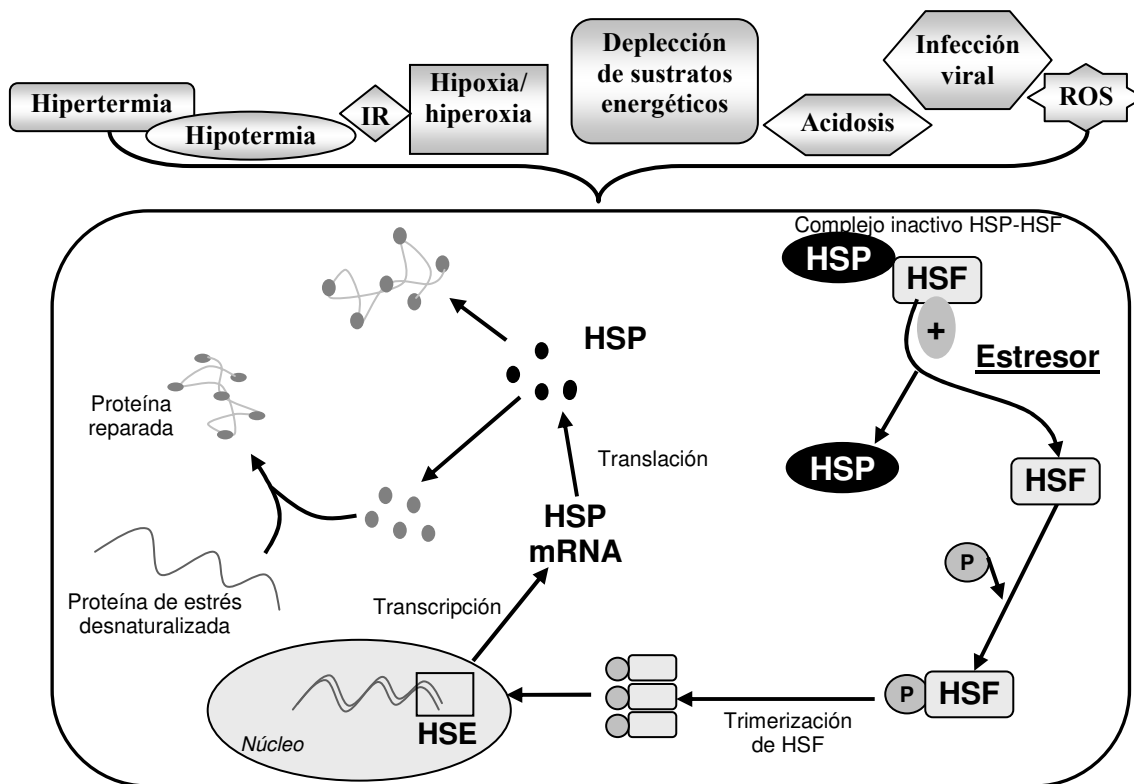 Hipertermia
Hipotermia
IR
Hipoxia/
hiperoxia
Deplección
de sustratos
energéticos
Acidosis
Infección
viral
ROS
Complejo inactivo HSP-HSF
HSP
HSF
+
Estresor
HSP
HSF
P
P
HSF
Trimerización
de HSF
HSE
Núcleo
Transcripción
HSP
mRNA
Translación
HSP
Proteína
reparada
Proteína de estrés
desnaturalizada